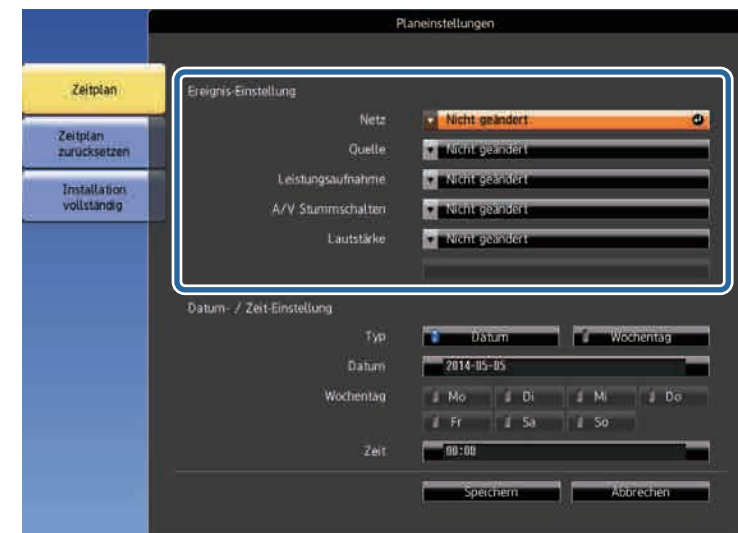 Planeinstellungen
Zeitplan
Zeitplan
zurücksetzen
Installation
vollständig
Ereignis-Einstellung
Netz Nicht geändert
Quelle Nicht geändert
Leistungsaufnahme Nicht geändert
A/V Stummschalten Nicht geändert
Lautstärke Nicht geändert
Datum- / Zeit-Einstellung
Typ Datum Wochentag
Datum 2014-05-05
Wochentag Mo Di Mi Do
Fr Sa So
Zeit 00:00
Speichern Abbrechen